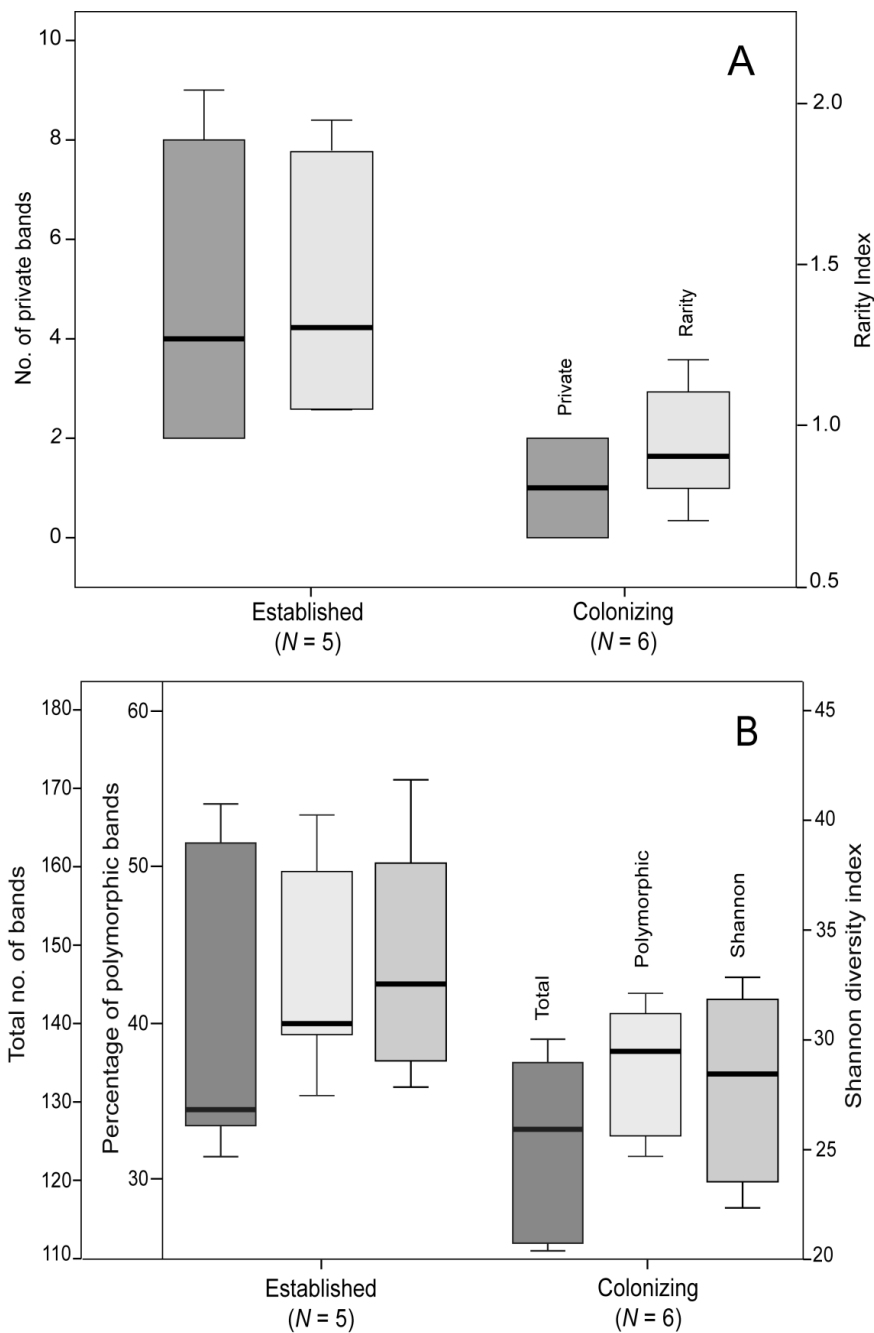 A
10
8
6
4
2
0
No. of private bands
2.0
1.5
1.0
0.5
Rarity Index
Private
Rarity
Established
(N = 5)
Colonizing
(N = 6)
B
180
170
160
150
140
130
120
110
Total no. of bands
60
50
40
30
Percentage of polymorphic bands
45
40
35
30
25
20
Shannon diversity index
Total
Polymorphic
Shannon
Established
(N = 5)
Colonizing
(N = 6)